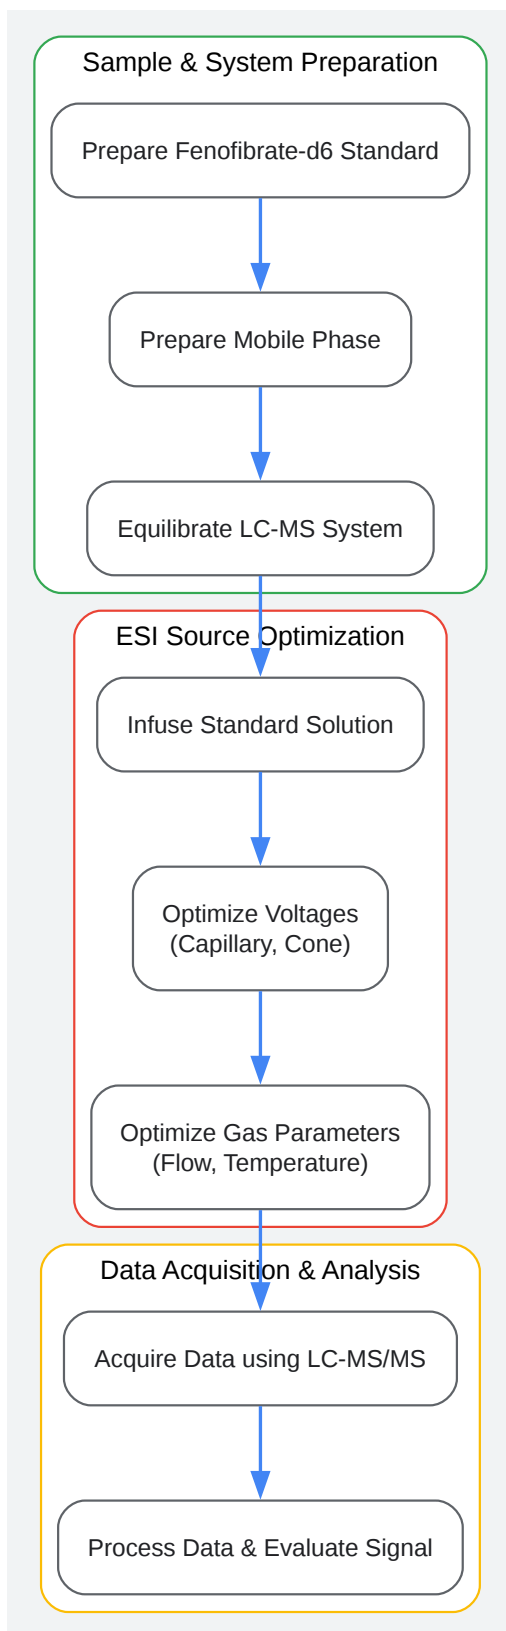 Sample & System Preparation
Prepare Fenofibrate-d6 Standard
Prepare Mobile Phase
Equilibrate LC-MS System
ESI Source Optimization
Infuse Standard Solution
Optimize Voltages
(Capillary, Cone)
Optimize Gas Parameters
(Flow, Temperature)
Data Acquisition & Analysis
Acquire Data using LC-MS/MS
Process Data & Evaluate Signal